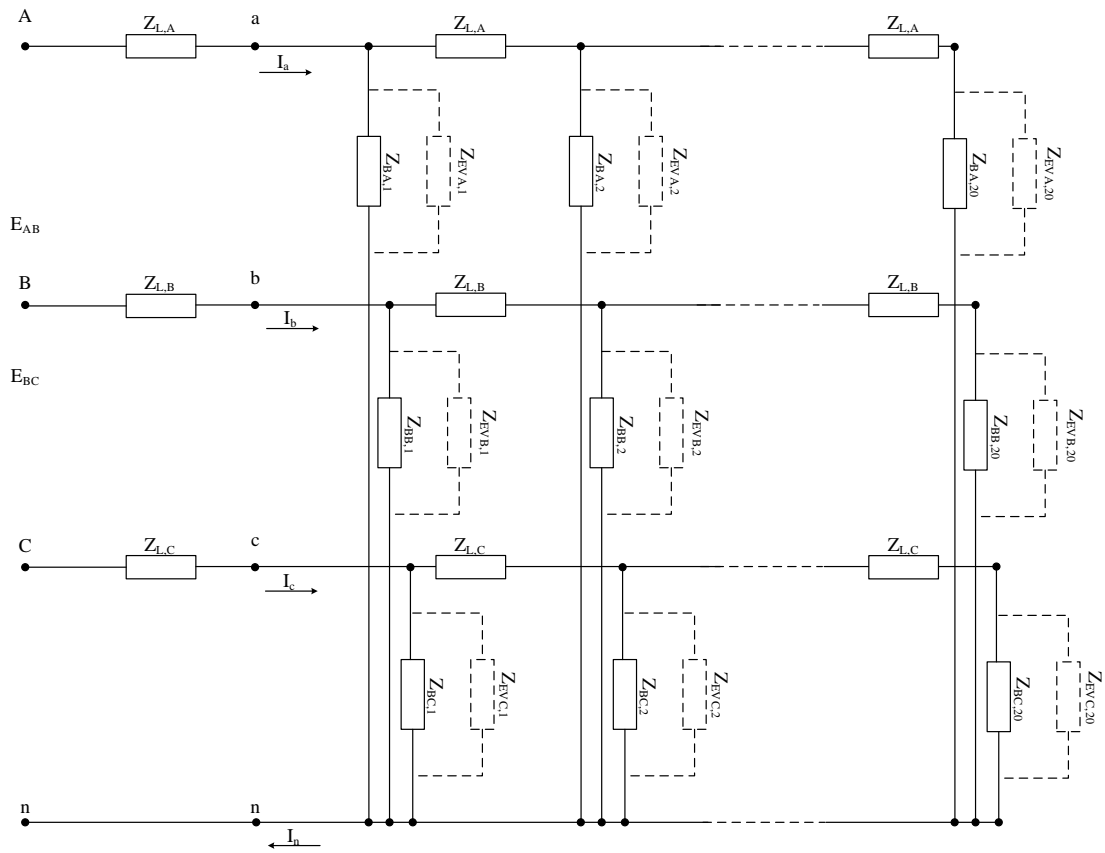 A Z_L,A a Z_L,A Z_L,A
I_a
Z_BA,1 Z_EVA,1 Z_BA,2 Z_EVA,2 Z_BA,20 Z_EVA,20
E_AB
B Z_L,B b Z_L,B Z_L,B
I_b
E_BC
Z_BB,1 Z_EVB,1 Z_BB,2 Z_EVB,2 Z_BB,20 Z_EVB,20
C Z_L,C c Z_L,C Z_L,C
I_c
Z_BC,1 Z_EVC,1 Z_BC,2 Z_EVC,2 Z_BC,20 Z_EVC,20
n n
I_n